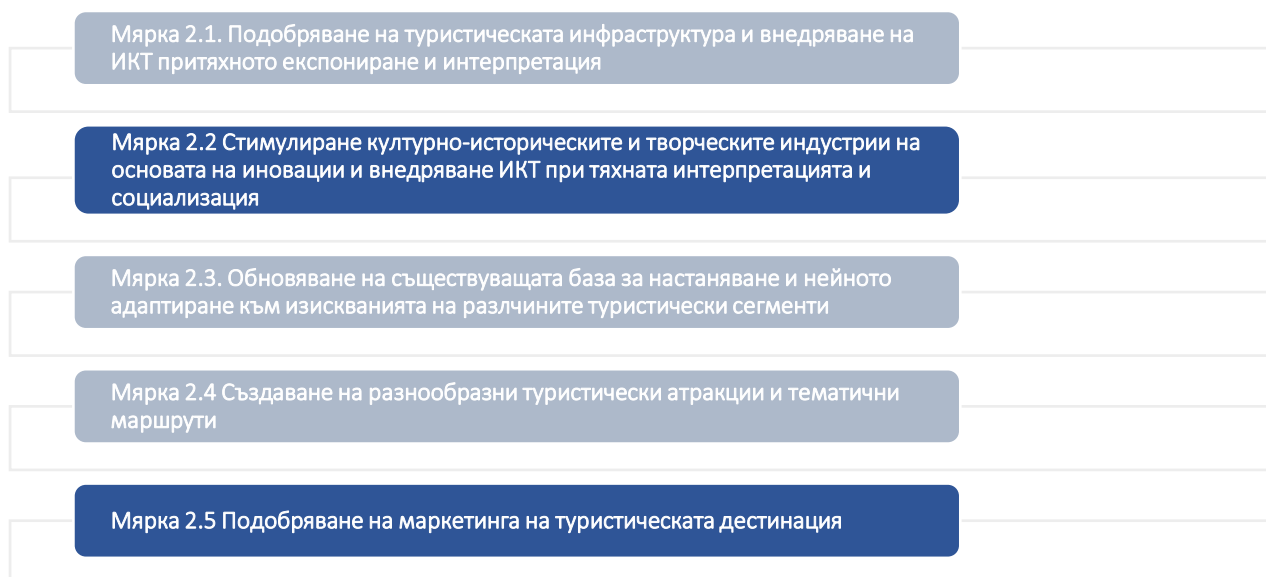 Мярка 2.1. Подобряване на туристическата инфраструктура и внедряване на
ИКТ притяхното експониране и интерпретация
Мярка 2.2 Стимулиране културно-историческите и творческите индустрии на
основата на иновации и внедряване ИКТ при тяхната интерпретацията и
социализация
Мярка 2.3. Обновяване на съществуващата база за настаняване и нейното
адаптиране към изискванията на разлчините туристически сегменти
Мярка 2.4 Създаване на разнообразни туристически атракции и тематични
маршрути
Мярка 2.5 Подобряване на маркетинга на туристическата дестинация